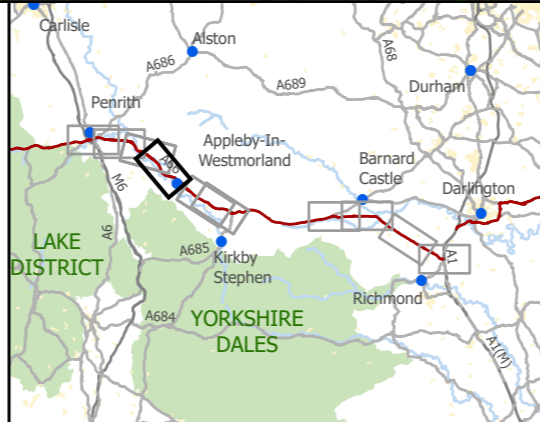 Carlisle
Alston
A686
A68
A689
Durham
Penrith
Appleby-In-
Westmorland
A66
Barnard
Castle
Darlington
M6
A6
LAKE
DISTRICT
A685
Kirkby
Stephen
A1
Richmond
A684
YORKSHIRE
DALES
A1(M)